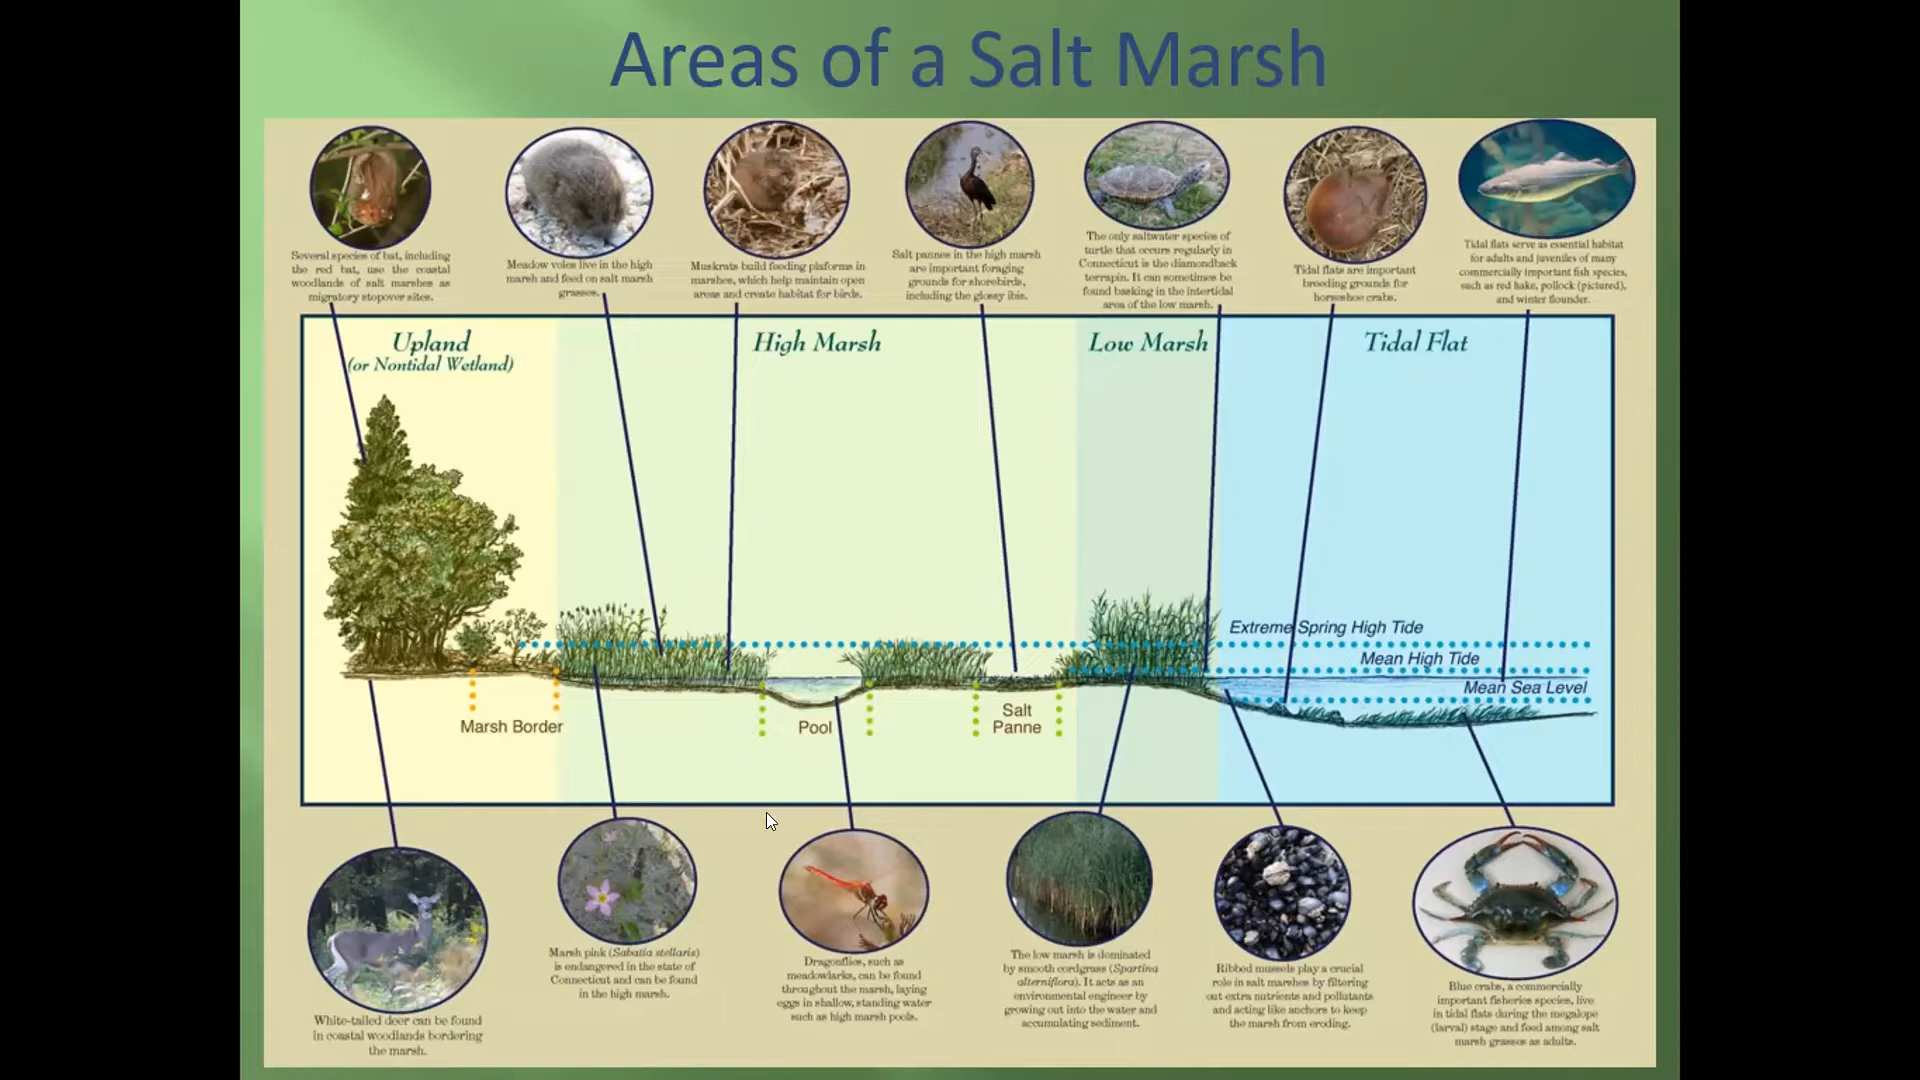 Areas of a Salt Marsh
Several species of bat, including
the red bat, use the coastal
woodlands of salt marshes as
migratory stopover sites.
Meadow voles live in the high
marsh and feed on salt marsh
grasses.
Muskrats build feeding plaforms in
marshes, which help maintain open
areas and create habitat for birds.
Salt pannes in the high marsh
are important foraging
grounds for shorebirds,
including the glossy ibis.
The only saltwater species of
turtle that occurs regularly in
Connecticut is the diamondback
terrapin. It can sometimes be
found basking in the intertidal
area of the low marsh.
Tidal flats are important
breeding grounds for
horseshoe crabs.
Tidal flats serve as essential habitat
for adults and juveniles of many
commercially important fish species,
such as red hake, pollock (pictured),
and winter flounder.
Upland
(or Nontidal Wetland)
High Marsh
Low Marsh
Tidal Flat
Extreme Spring High Tide
Mean High Tide
Mean Sea Level
Marsh Border
Pool
Salt
Panne
White-tailed deer can be found
in coastal woodlands bordering
the marsh.
Marsh pink (Sabatia stellaris)
is endangered in the state of
Connecticut and can be found
in the high marsh.
Dragonflies, such as
meadowlarks, can be found
throughout the marsh, laying
eggs in shallow, standing water
such as high marsh pools.
The low marsh is dominated
by smooth cordgrass (Spartina
alterniflora). It acts as an
environmental engineer by
growing out into the water and
accumulating sediment.
Ribbed mussels play a crucial
role in salt marshes by filtering
out extra nutrients and pollutants
and acting like anchors to keep
the marsh from eroding.
Blue crabs, a commercially
important fisheries species, live
in tidal flats during the megalope
(larval) stage and feed among salt
marsh grasses as adults.